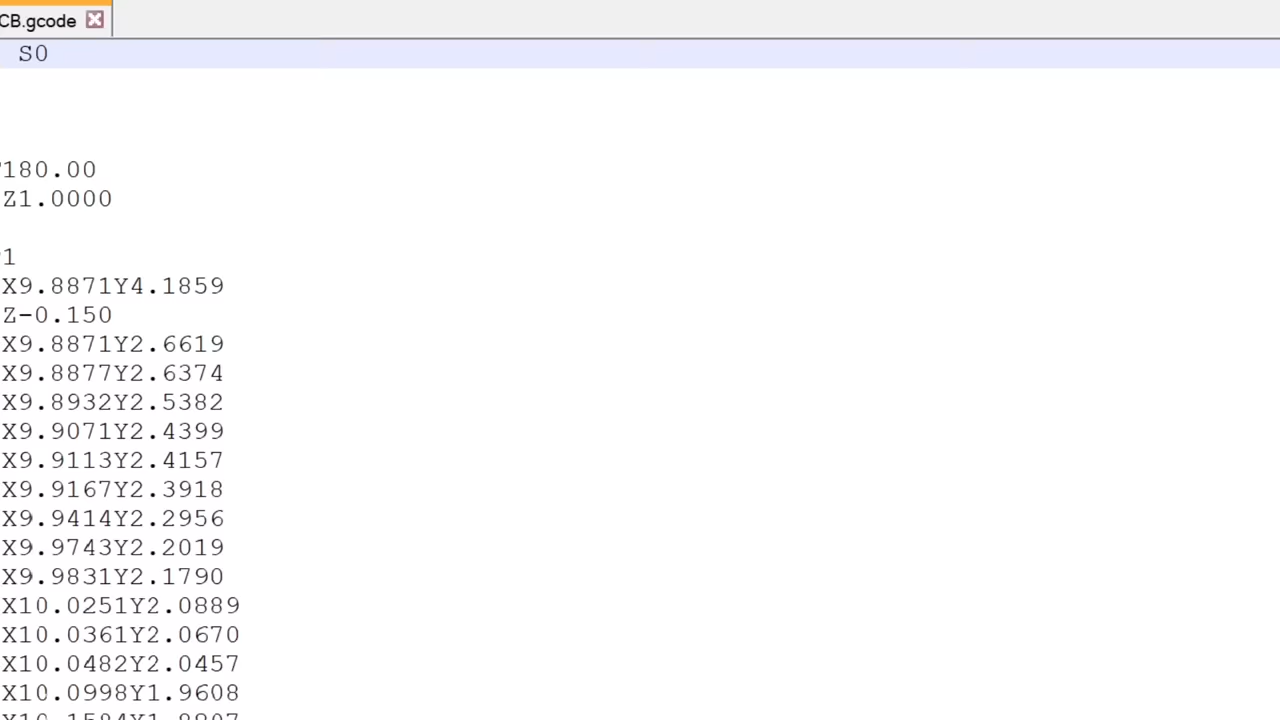 CB.gcode
S0
180.00
Z1.0000
1
X9.8871Y4.1859
Z-0.150
X9.8871Y2.6619
X9.8877Y2.6374
X9.8932Y2.5382
X9.9071Y2.4399
X9.9113Y2.4157
X9.9167Y2.3918
X9.9414Y2.2956
X9.9743Y2.2019
X9.9831Y2.1790
X10.0251Y2.0889
X10.0361Y2.0670
X10.0482Y2.0457
X10.0998Y1.9608